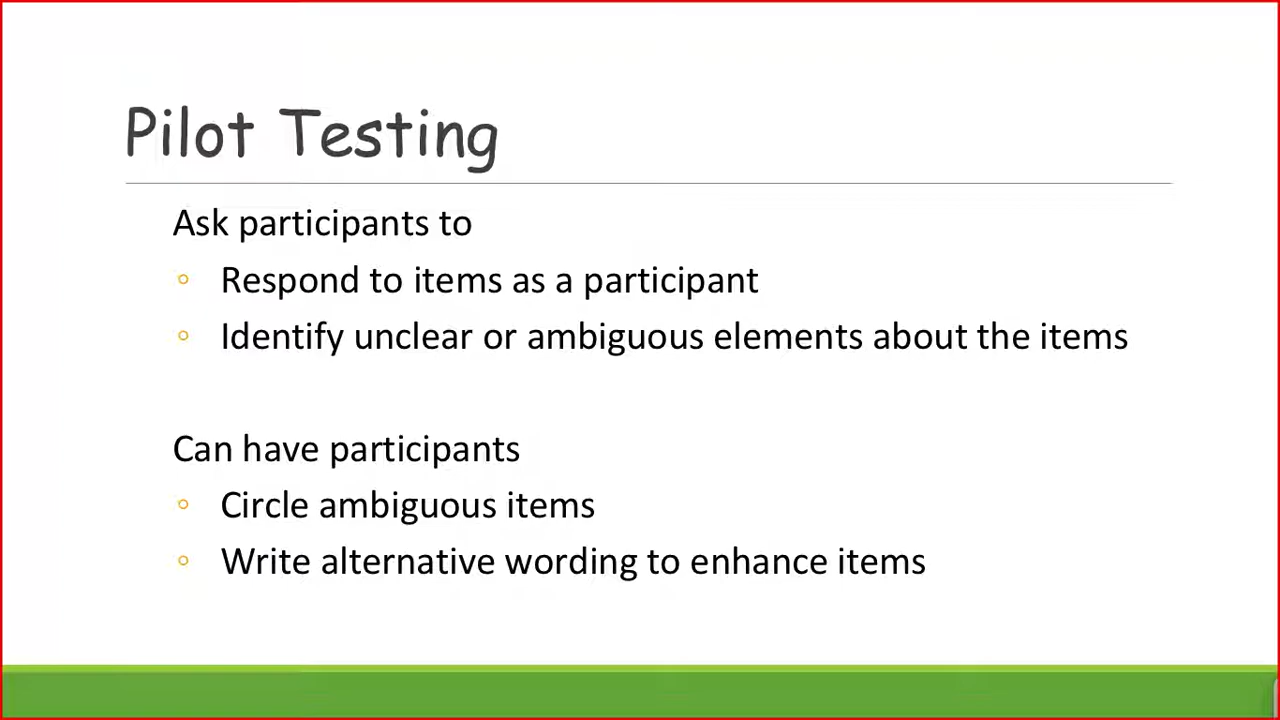 Pilot Testing
Ask participants to
◦ Respond to items as a participant
◦ Identify unclear or ambiguous elements about the items
Can have participants
◦ Circle ambiguous items
◦ Write alternative wording to enhance items